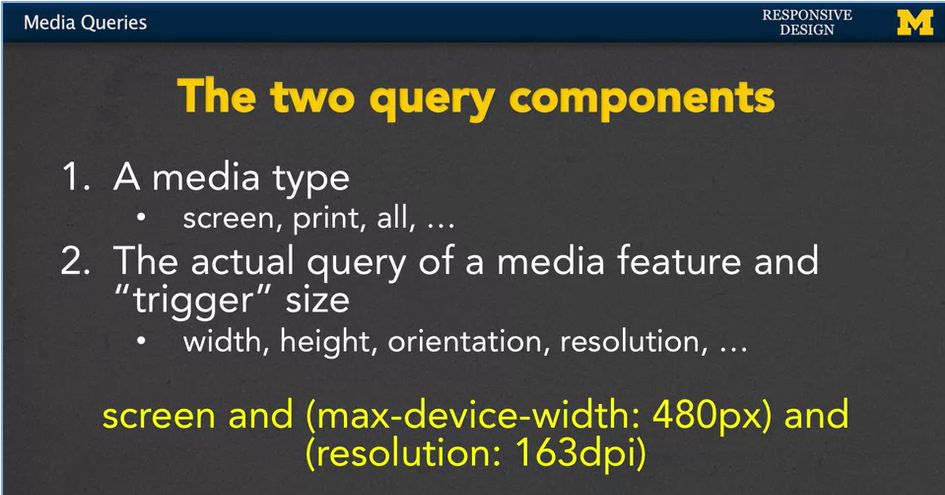 Media Queries
RESPONSIVE
DESIGN
M
The two query components
1. A media type
• screen, print, all, …
2. The actual query of a media feature and
“trigger” size
• width, height, orientation, resolution, …
screen and (max-device-width: 480px) and
(resolution: 163dpi)